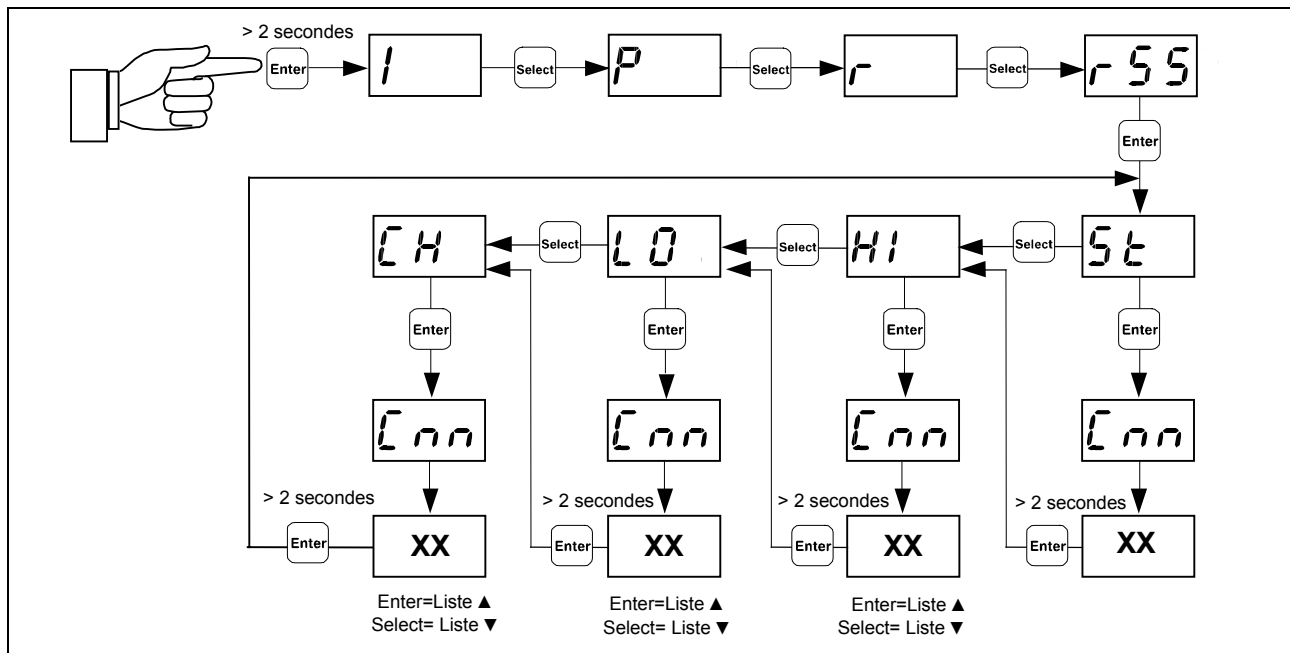 > 2 secondes
Enter I Select P Select r Select rSS
Enter
CH Select LO Select HI Select St
Enter Enter Enter Enter
Cnn Cnn Cnn Cnn
> 2 secondes > 2 secondes > 2 secondes > 2 secondes
Enter XX Enter XX Enter XX Enter XX
Enter=Liste ▲ Enter=Liste ▲ Enter=Liste ▲
Select= Liste ▼ Select= Liste ▼ Select= Liste ▼